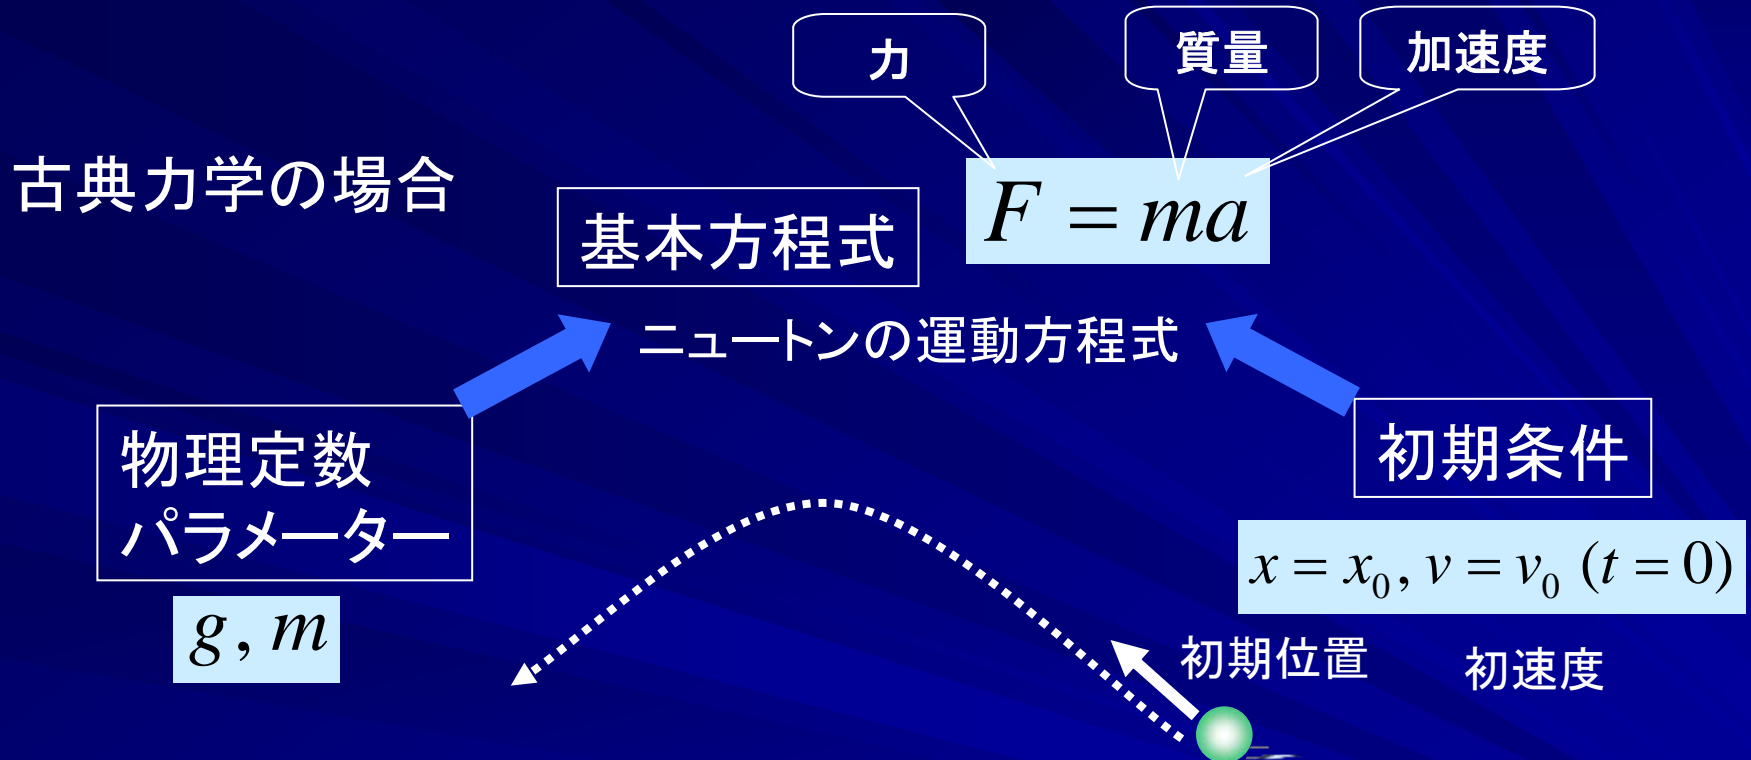 力
質量
加速度
古典力学の場合
基本方程式
F = ma
ニュートンの運動方程式
物理定数
パラメーター
g, m
初期条件
x = x₀, v = v₀ (t = 0)
初期位置
初速度